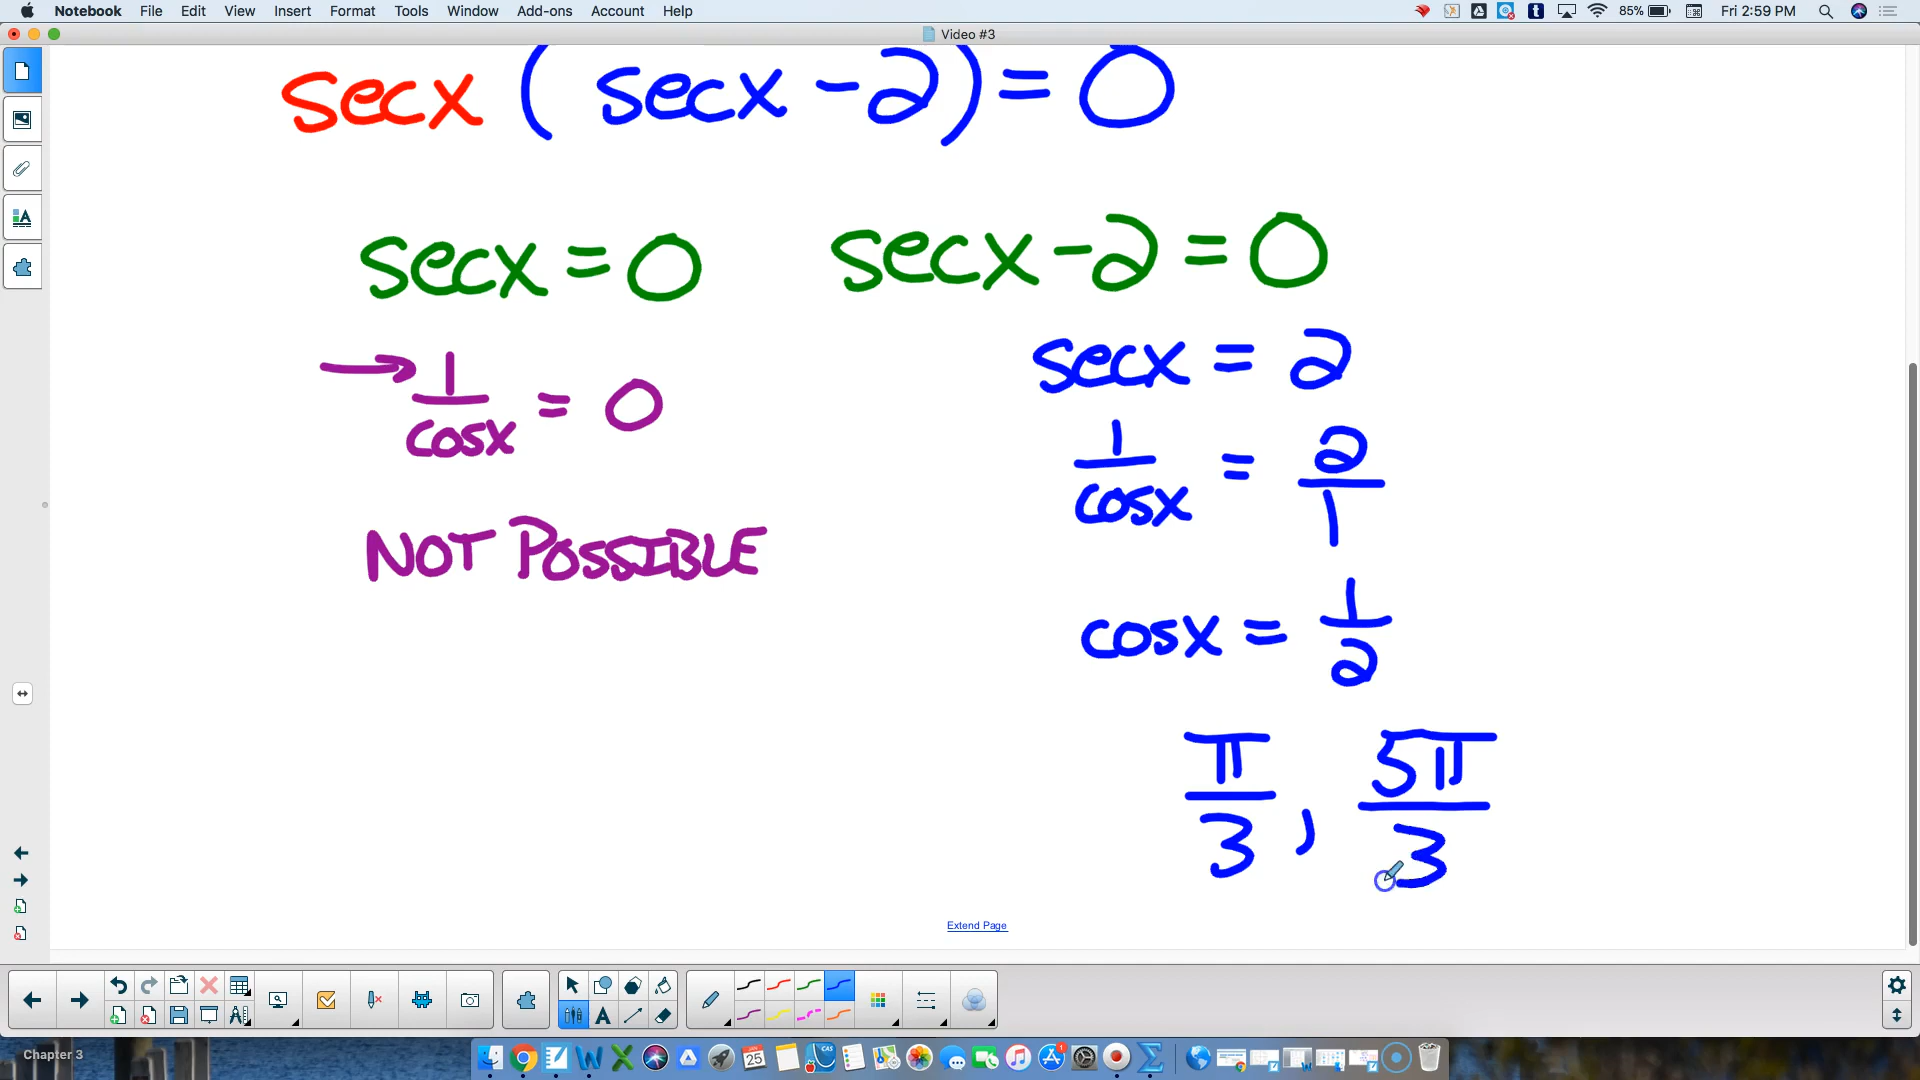 Notebook File Edit View Insert Format Tools Window Add-ons Account Help 85% Fri 2:59 PM
Video #3
secx ( secx - 2) = 0
secx = 0 secx - 2 = 0
secx = 2
1/cosx = 0
1/cosx = 2/1
NOT POSSIBLE
cosx = 1/2
π/3 , 5π/3
Extend Page
Chapter 3